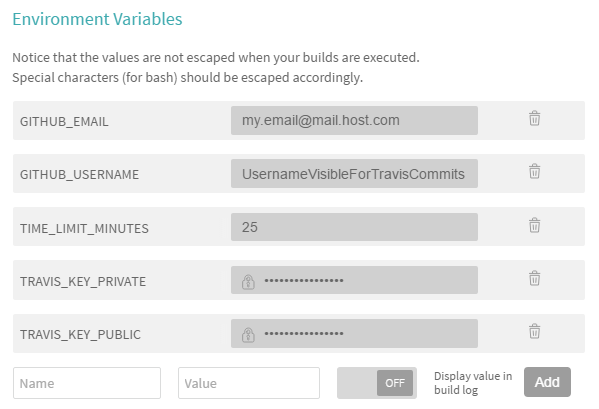 Environment Variables
Notice that the values are not escaped when your builds are executed.
Special characters (for bash) should be escaped accordingly.
GITHUB_EMAIL my.email@mail.host.com
GITHUB_USERNAME UsernameVisibleForTravisCommits
TIME_LIMIT_MINUTES 25
TRAVIS_KEY_PRIVATE ••••••••••••••••
TRAVIS_KEY_PUBLIC ••••••••••••••••
Name Value OFF Display value in
build log Add